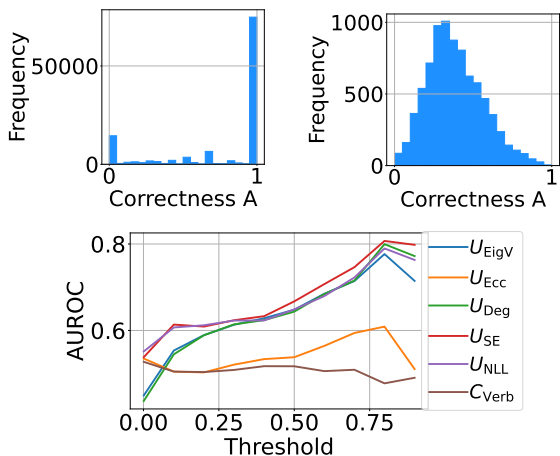 Frequency
50000
0
0
1
Correctness A
Frequency
1000
500
0
0
1
Correctness A
AUROC
0.8
0.6
0.00
0.25
0.50
0.75
Threshold
U_EigV
U_Ecc
U_Deg
U_SE
U_NLL
C_Verb